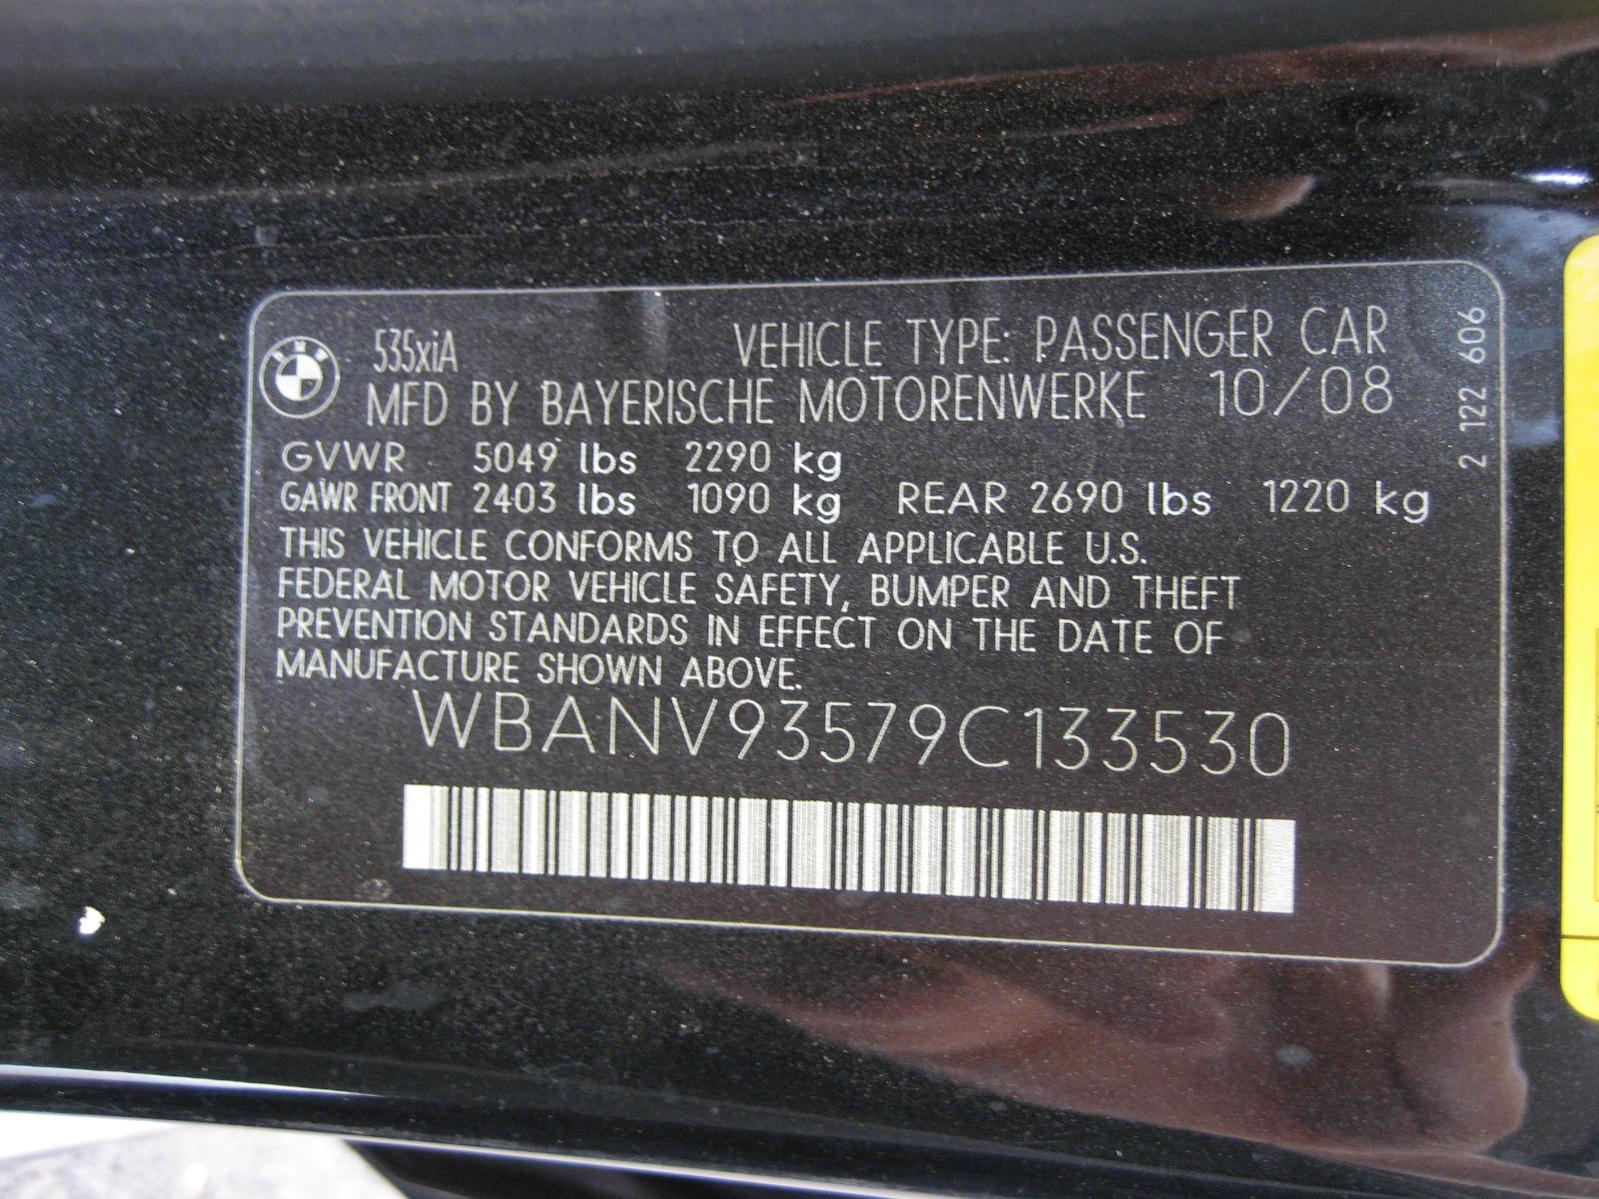 BMW
535xiA VEHICLE TYPE: PASSENGER CAR
MFD BY BAYERISCHE MOTORENWERKE 10/08
GVWR 5049 lbs 2290 kg
GAWR FRONT 2403 lbs 1090 kg REAR 2690 lbs 1220 kg
THIS VEHICLE CONFORMS TO ALL APPLICABLE U.S.
FEDERAL MOTOR VEHICLE SAFETY, BUMPER AND THEFT
PREVENTION STANDARDS IN EFFECT ON THE DATE OF
MANUFACTURE SHOWN ABOVE.
WBANV93579C133530
2 122 606